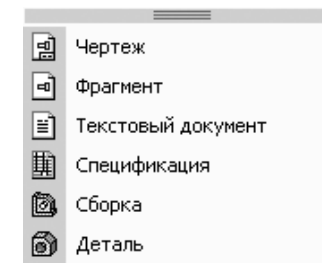 Чертеж
Фрагмент
Текстовый документ
Спецификация
Сборка
Деталь